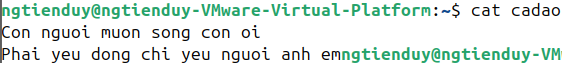 ngtienduy@ngtienduy-VMware-Virtual-Platform:~$ cat cadao
Con nguoi muon song con oi
Phai yeu dong chi yeu nguoi anh emngtienduy@ngtienduy-VM